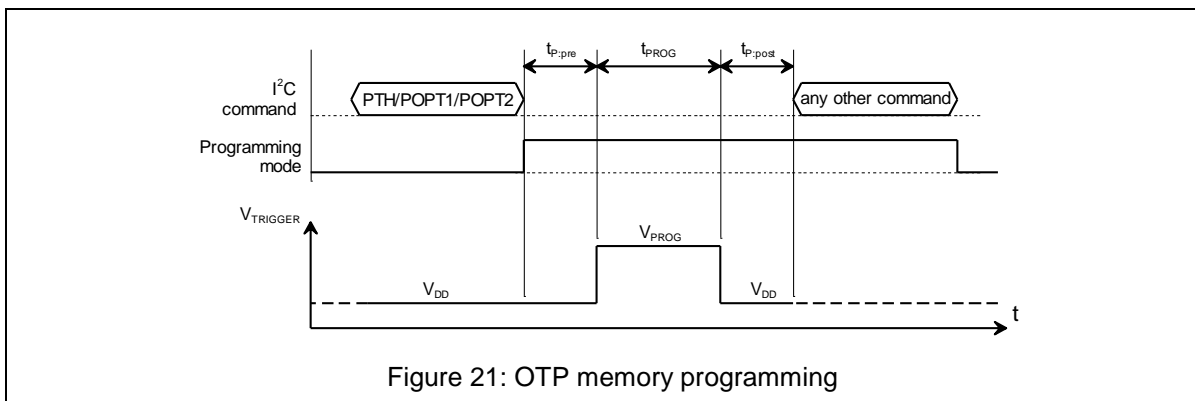 tP:pre tPROG tP:post
I²C
command
PTH/POPT1/POPT2
any other command
Programming
mode
VTRIGGER
VPROG
VDD
VDD
t
Figure 21: OTP memory programming